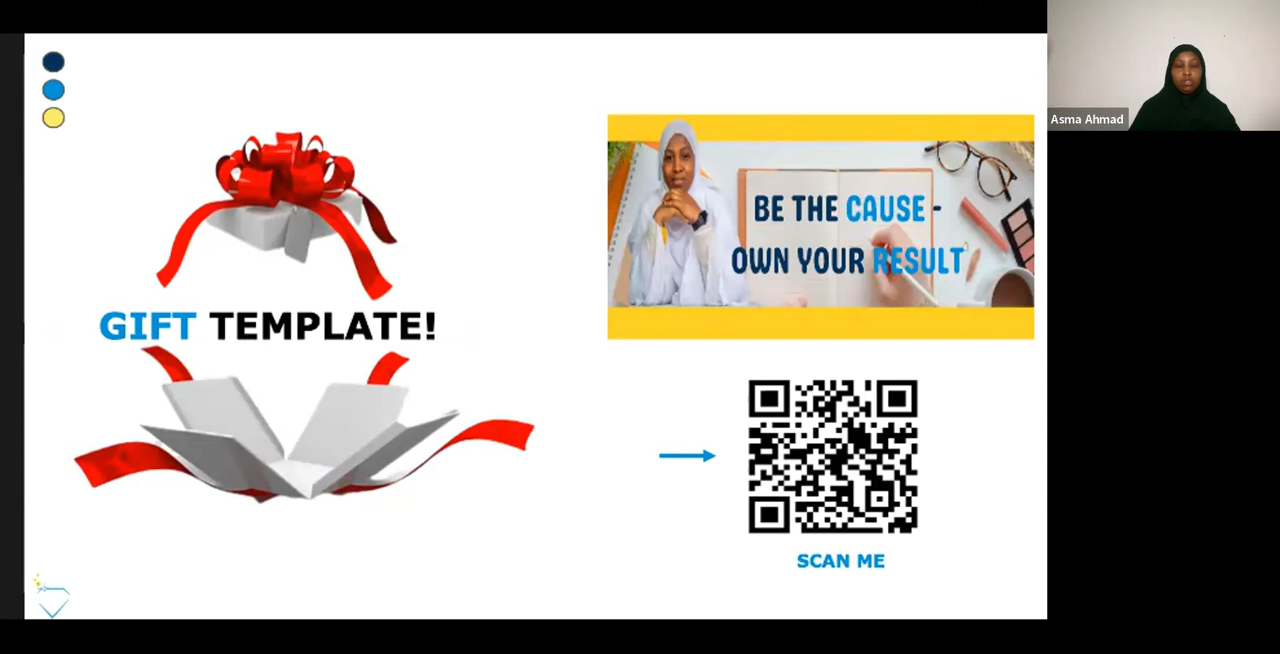 GIFT TEMPLATE!
BE THE CAUSE -
OWN YOUR RESULT
SCAN ME
Asma Ahmad